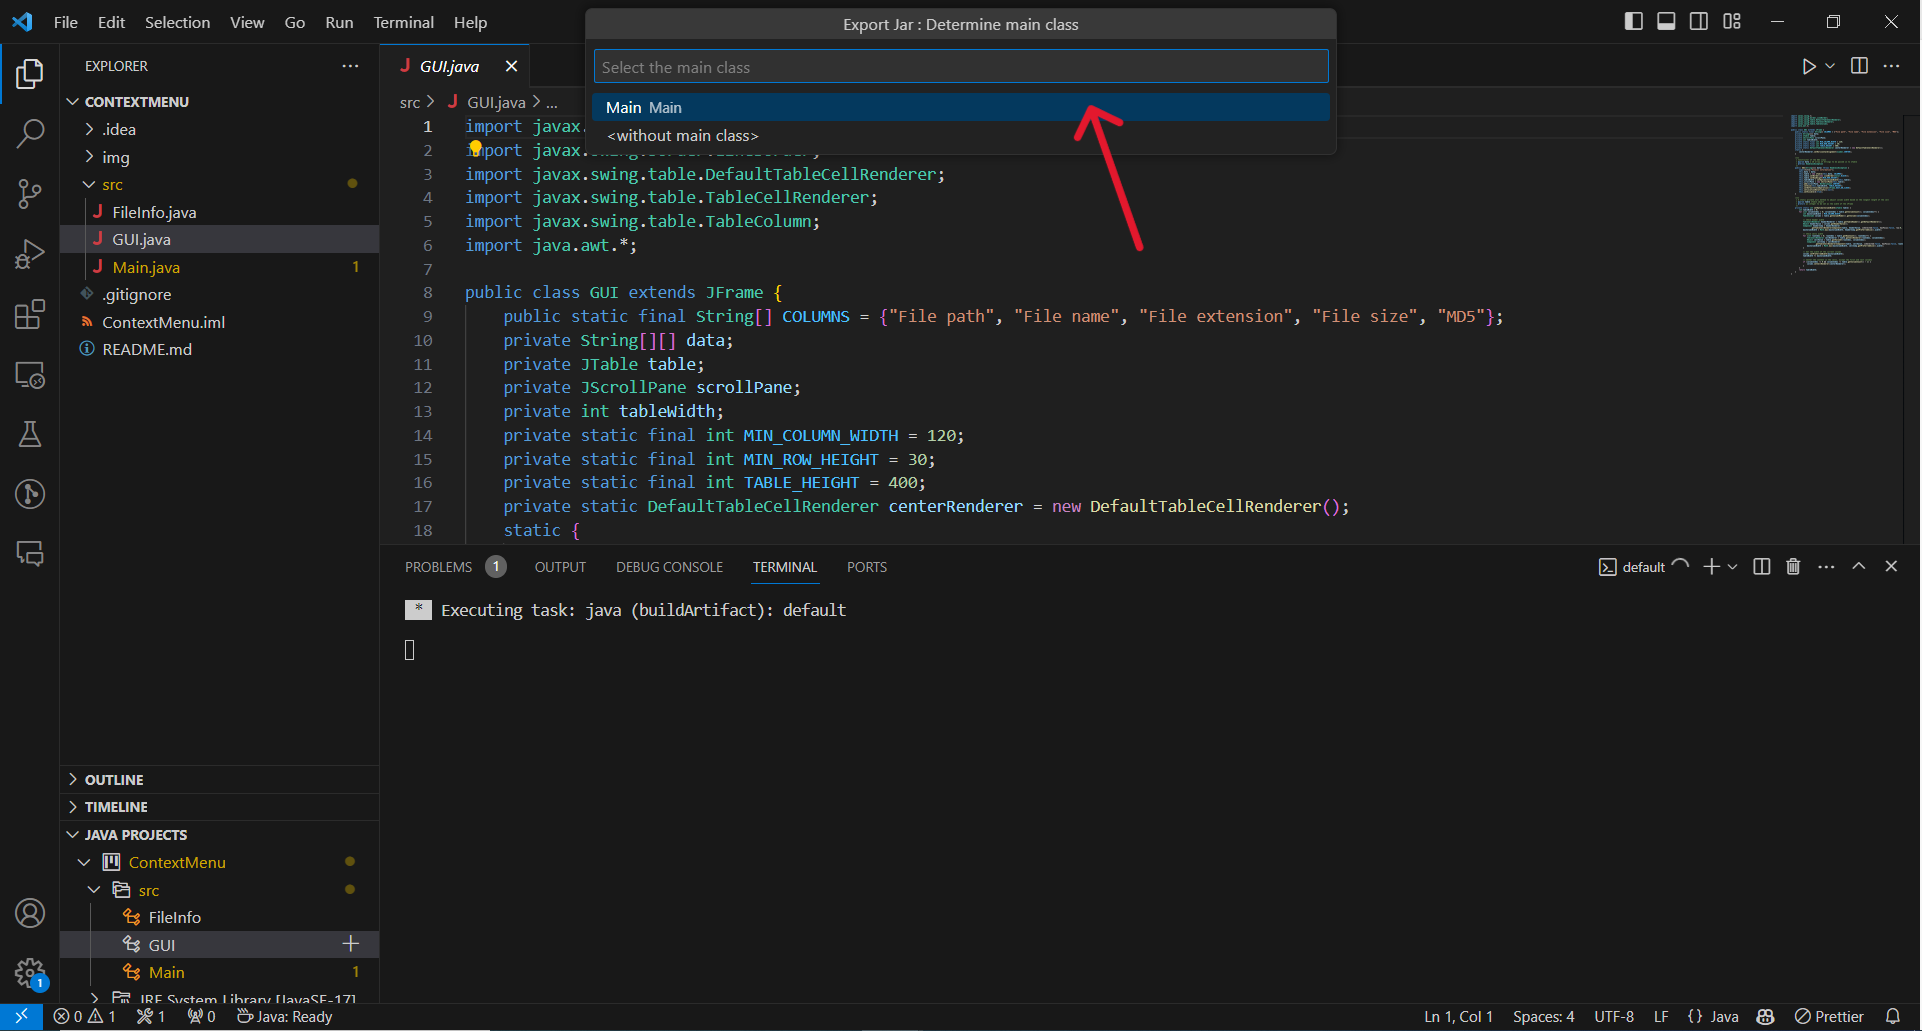 File Edit Selection View Go Run Terminal Help
Export Jar : Determine main class
Select the main class
Main Main
<without main class>
EXPLORER
CONTEXTMENU
.idea
img
src
FileInfo.java
GUI.java
Main.java 1
.gitignore
ContextMenu.iml
README.md
OUTLINE
TIMELINE
JAVA PROJECTS
ContextMenu
src
FileInfo
GUI
Main 1
JRE System Library [JavaSE-17]
GUI.java
src > GUI.java > ...
1 import javax.
2 import javax.swing.border.LineBorder;
3 import javax.swing.table.DefaultTableCellRenderer;
4 import javax.swing.table.TableCellRenderer;
5 import javax.swing.table.TableColumn;
6 import java.awt.*;
7
8 public class GUI extends JFrame {
9 public static final String[] COLUMNS = {"File path", "File name", "File extension", "File size", "MD5"};
10 private String[][] data;
11 private JTable table;
12 private JScrollPane scrollPane;
13 private int tableWidth;
14 private static final int MIN_COLUMN_WIDTH = 120;
15 private static final int MIN_ROW_HEIGHT = 30;
16 private static final int TABLE_HEIGHT = 400;
17 private static DefaultTableCellRenderer centerRenderer = new DefaultTableCellRenderer();
18 static {
PROBLEMS 1 OUTPUT DEBUG CONSOLE TERMINAL PORTS
default
* Executing task: java (buildArtifact): default
1
0 1 1 0 Java: Ready
Ln 1, Col 1 Spaces: 4 UTF-8 LF {} Java Prettier